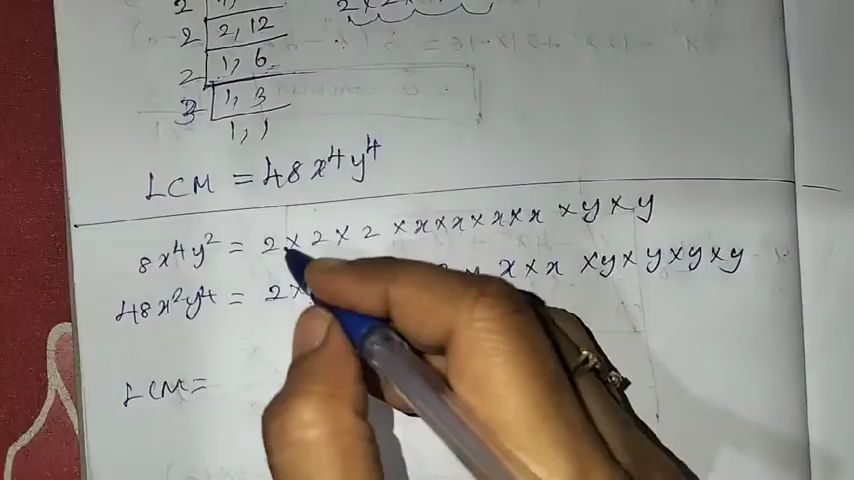 2
2 2, 12
2 1, 6
3 1, 3
1, 1
LCM = 48x⁴y⁴
8x⁴y² = 2 × 2 × 2 × x × x × x × x × y × y
48x²y⁴ = 2 × x × x × y × y × y × y
LCM =